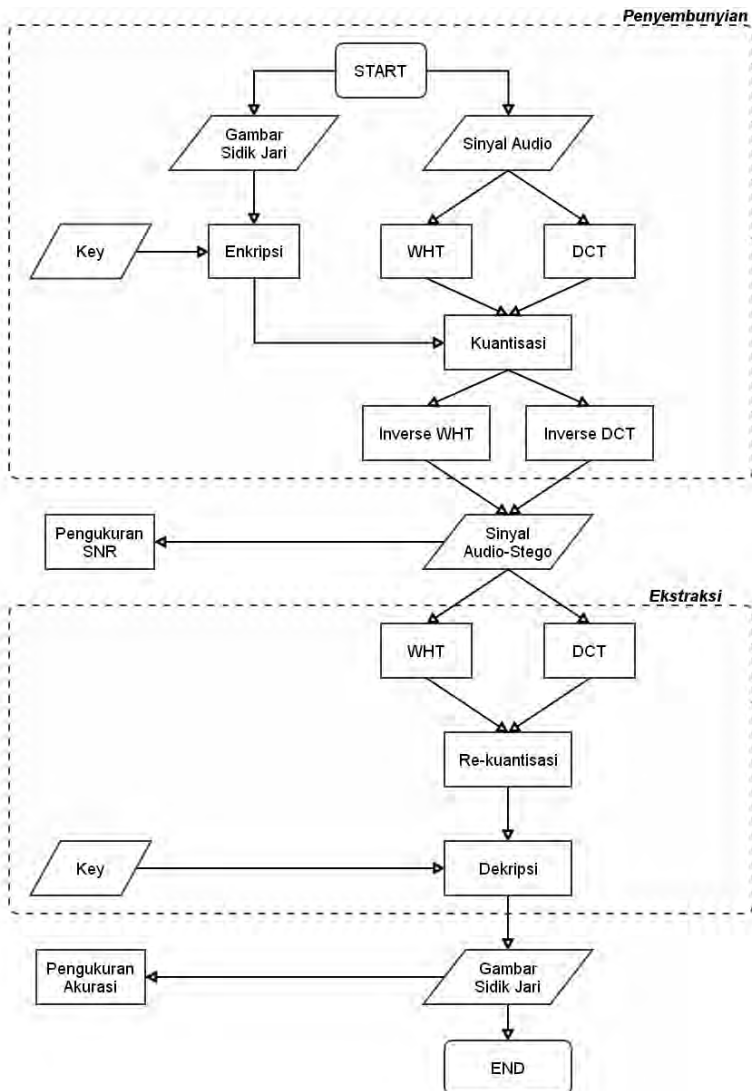 Penyembunyian
START
Gambar
Sidik Jari
Sinyal Audio
Key
Enkripsi
WHT
DCT
Kuantisasi
Inverse WHT
Inverse DCT
Pengukuran
SNR
Sinyal
Audio-Stego
Ekstraksi
WHT
DCT
Re-kuantisasi
Key
Dekripsi
Pengukuran
Akurasi
Gambar
Sidik Jari
END